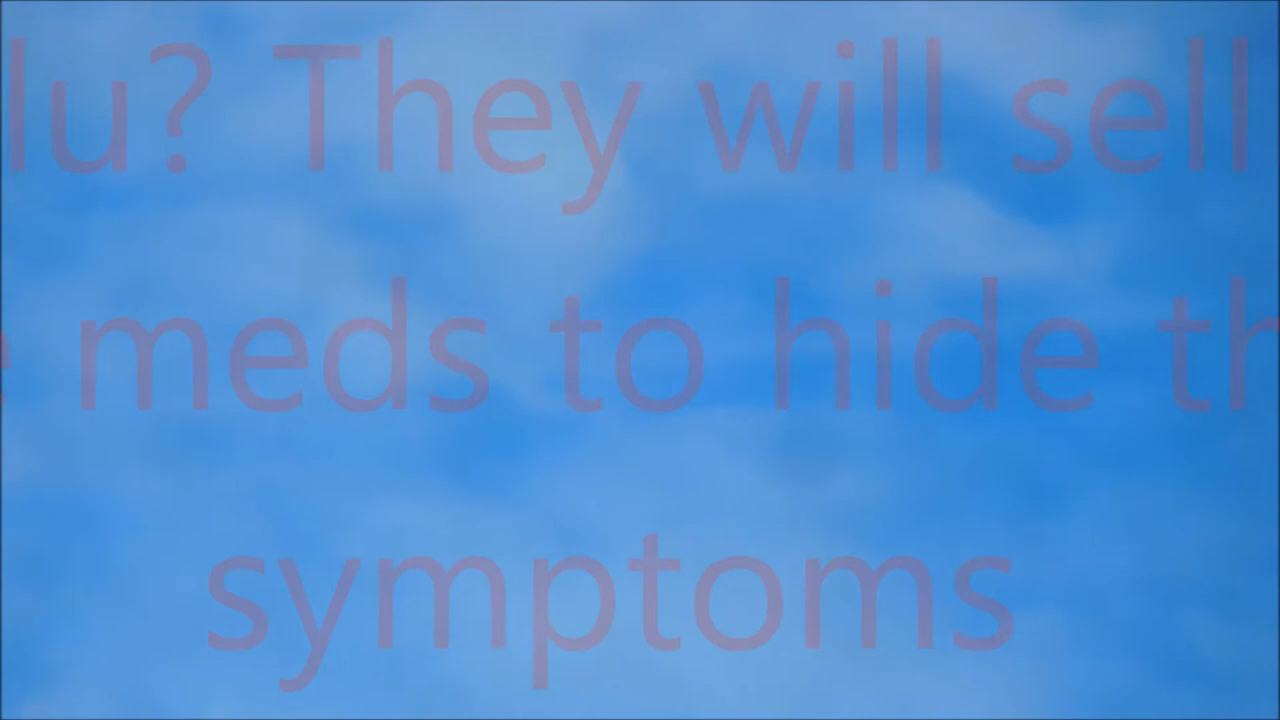 lu? They will sell
meds to hide th
symptoms